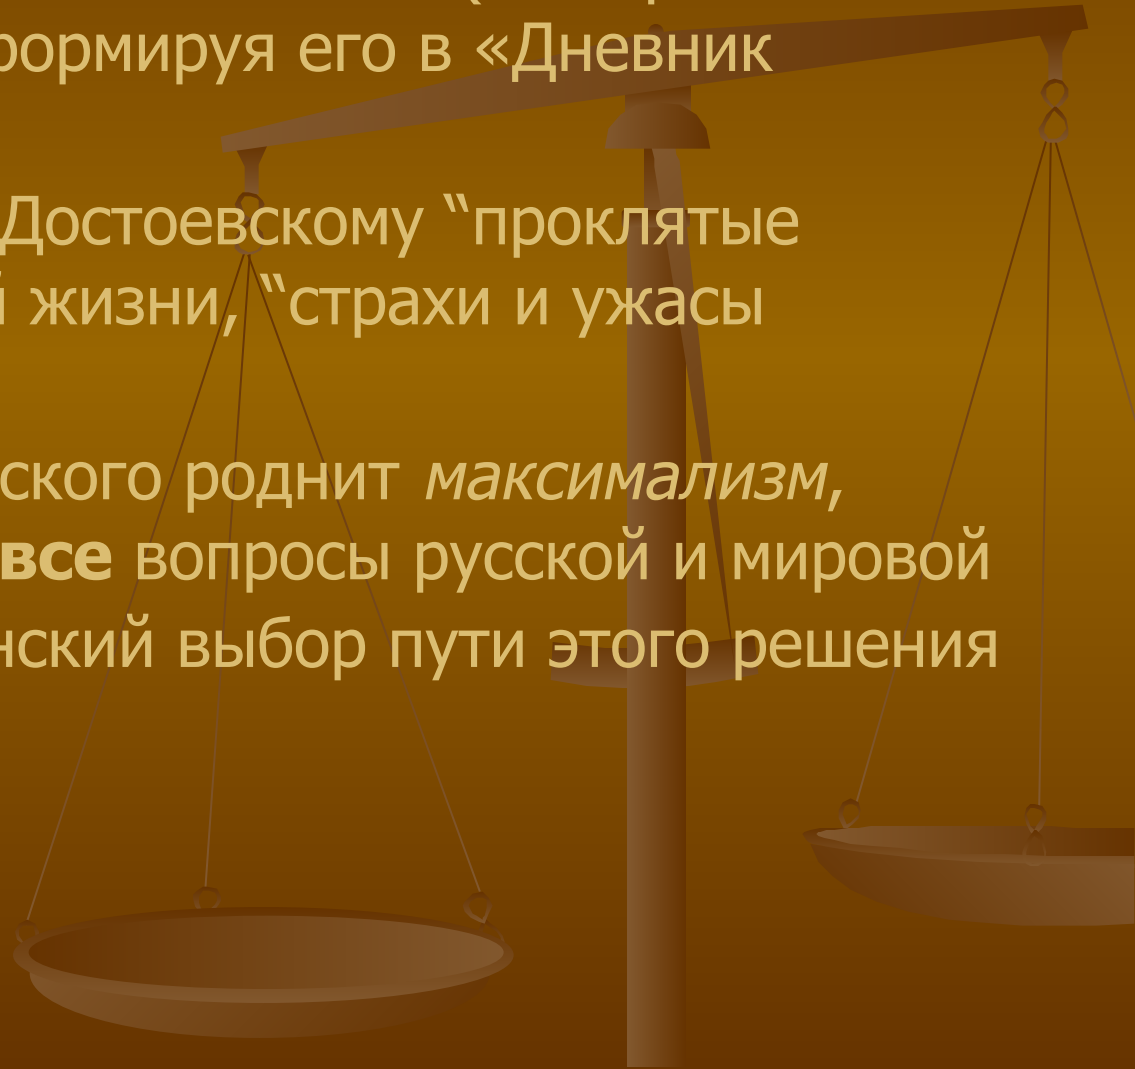 формируя его в «Дневник
Достоевскому “проклятые
жизни, “страхи и ужасы
ского роднит максимализм,
все вопросы русской и мировой
нский выбор пути этого решения